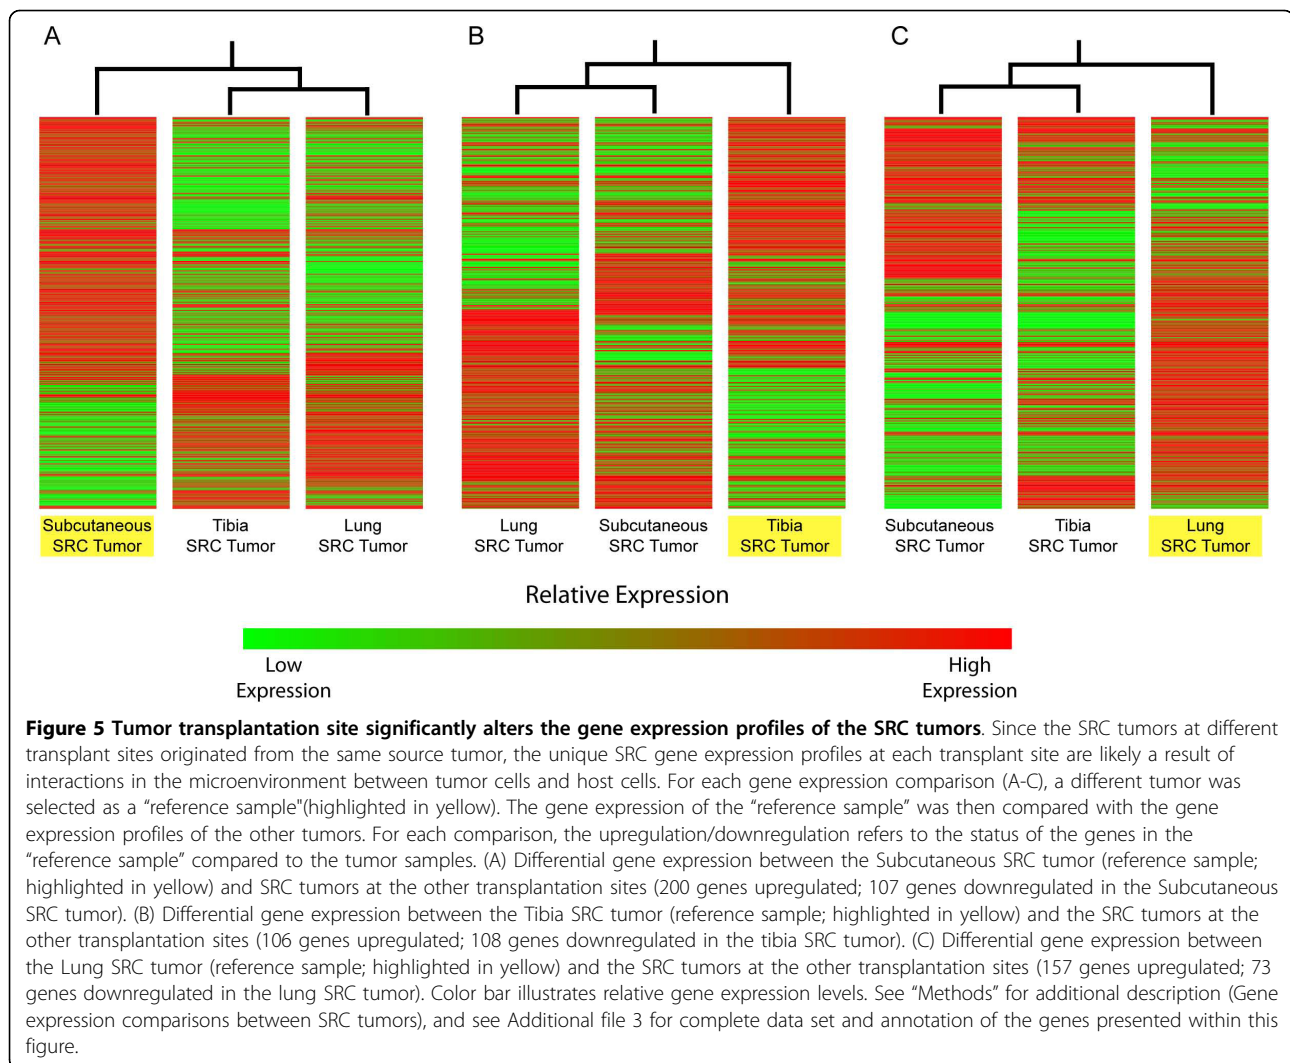 A
B
C
Subcutaneous
SRC Tumor
Tibia
SRC Tumor
Lung
SRC Tumor
Lung
SRC Tumor
Subcutaneous
SRC Tumor
Tibia
SRC Tumor
Subcutaneous
SRC Tumor
Tibia
SRC Tumor
Lung
SRC Tumor
Relative Expression
Low
Expression
High
Expression
Figure 5 Tumor transplantation site significantly alters the gene expression profiles of the SRC tumors. Since the SRC tumors at different
transplant sites originated from the same source tumor, the unique SRC gene expression profiles at each transplant site are likely a result of
interactions in the microenvironment between tumor cells and host cells. For each gene expression comparison (A-C), a different tumor was
selected as a “reference sample"(highlighted in yellow). The gene expression of the “reference sample” was then compared with the gene
expression profiles of the other tumors. For each comparison, the upregulation/downregulation refers to the status of the genes in the
“reference sample” compared to the tumor samples. (A) Differential gene expression between the Subcutaneous SRC tumor (reference sample;
highlighted in yellow) and SRC tumors at the other transplantation sites (200 genes upregulated; 107 genes downregulated in the Subcutaneous
SRC tumor). (B) Differential gene expression between the Tibia SRC tumor (reference sample; highlighted in yellow) and the SRC tumors at the
other transplantation sites (106 genes upregulated; 108 genes downregulated in the tibia SRC tumor). (C) Differential gene expression between
the Lung SRC tumor (reference sample; highlighted in yellow) and the SRC tumors at the other transplantation sites (157 genes upregulated; 73
genes downregulated in the lung SRC tumor). Color bar illustrates relative gene expression levels. See “Methods” for additional description (Gene
expression comparisons between SRC tumors), and see Additional file 3 for complete data set and annotation of the genes presented within this
figure.